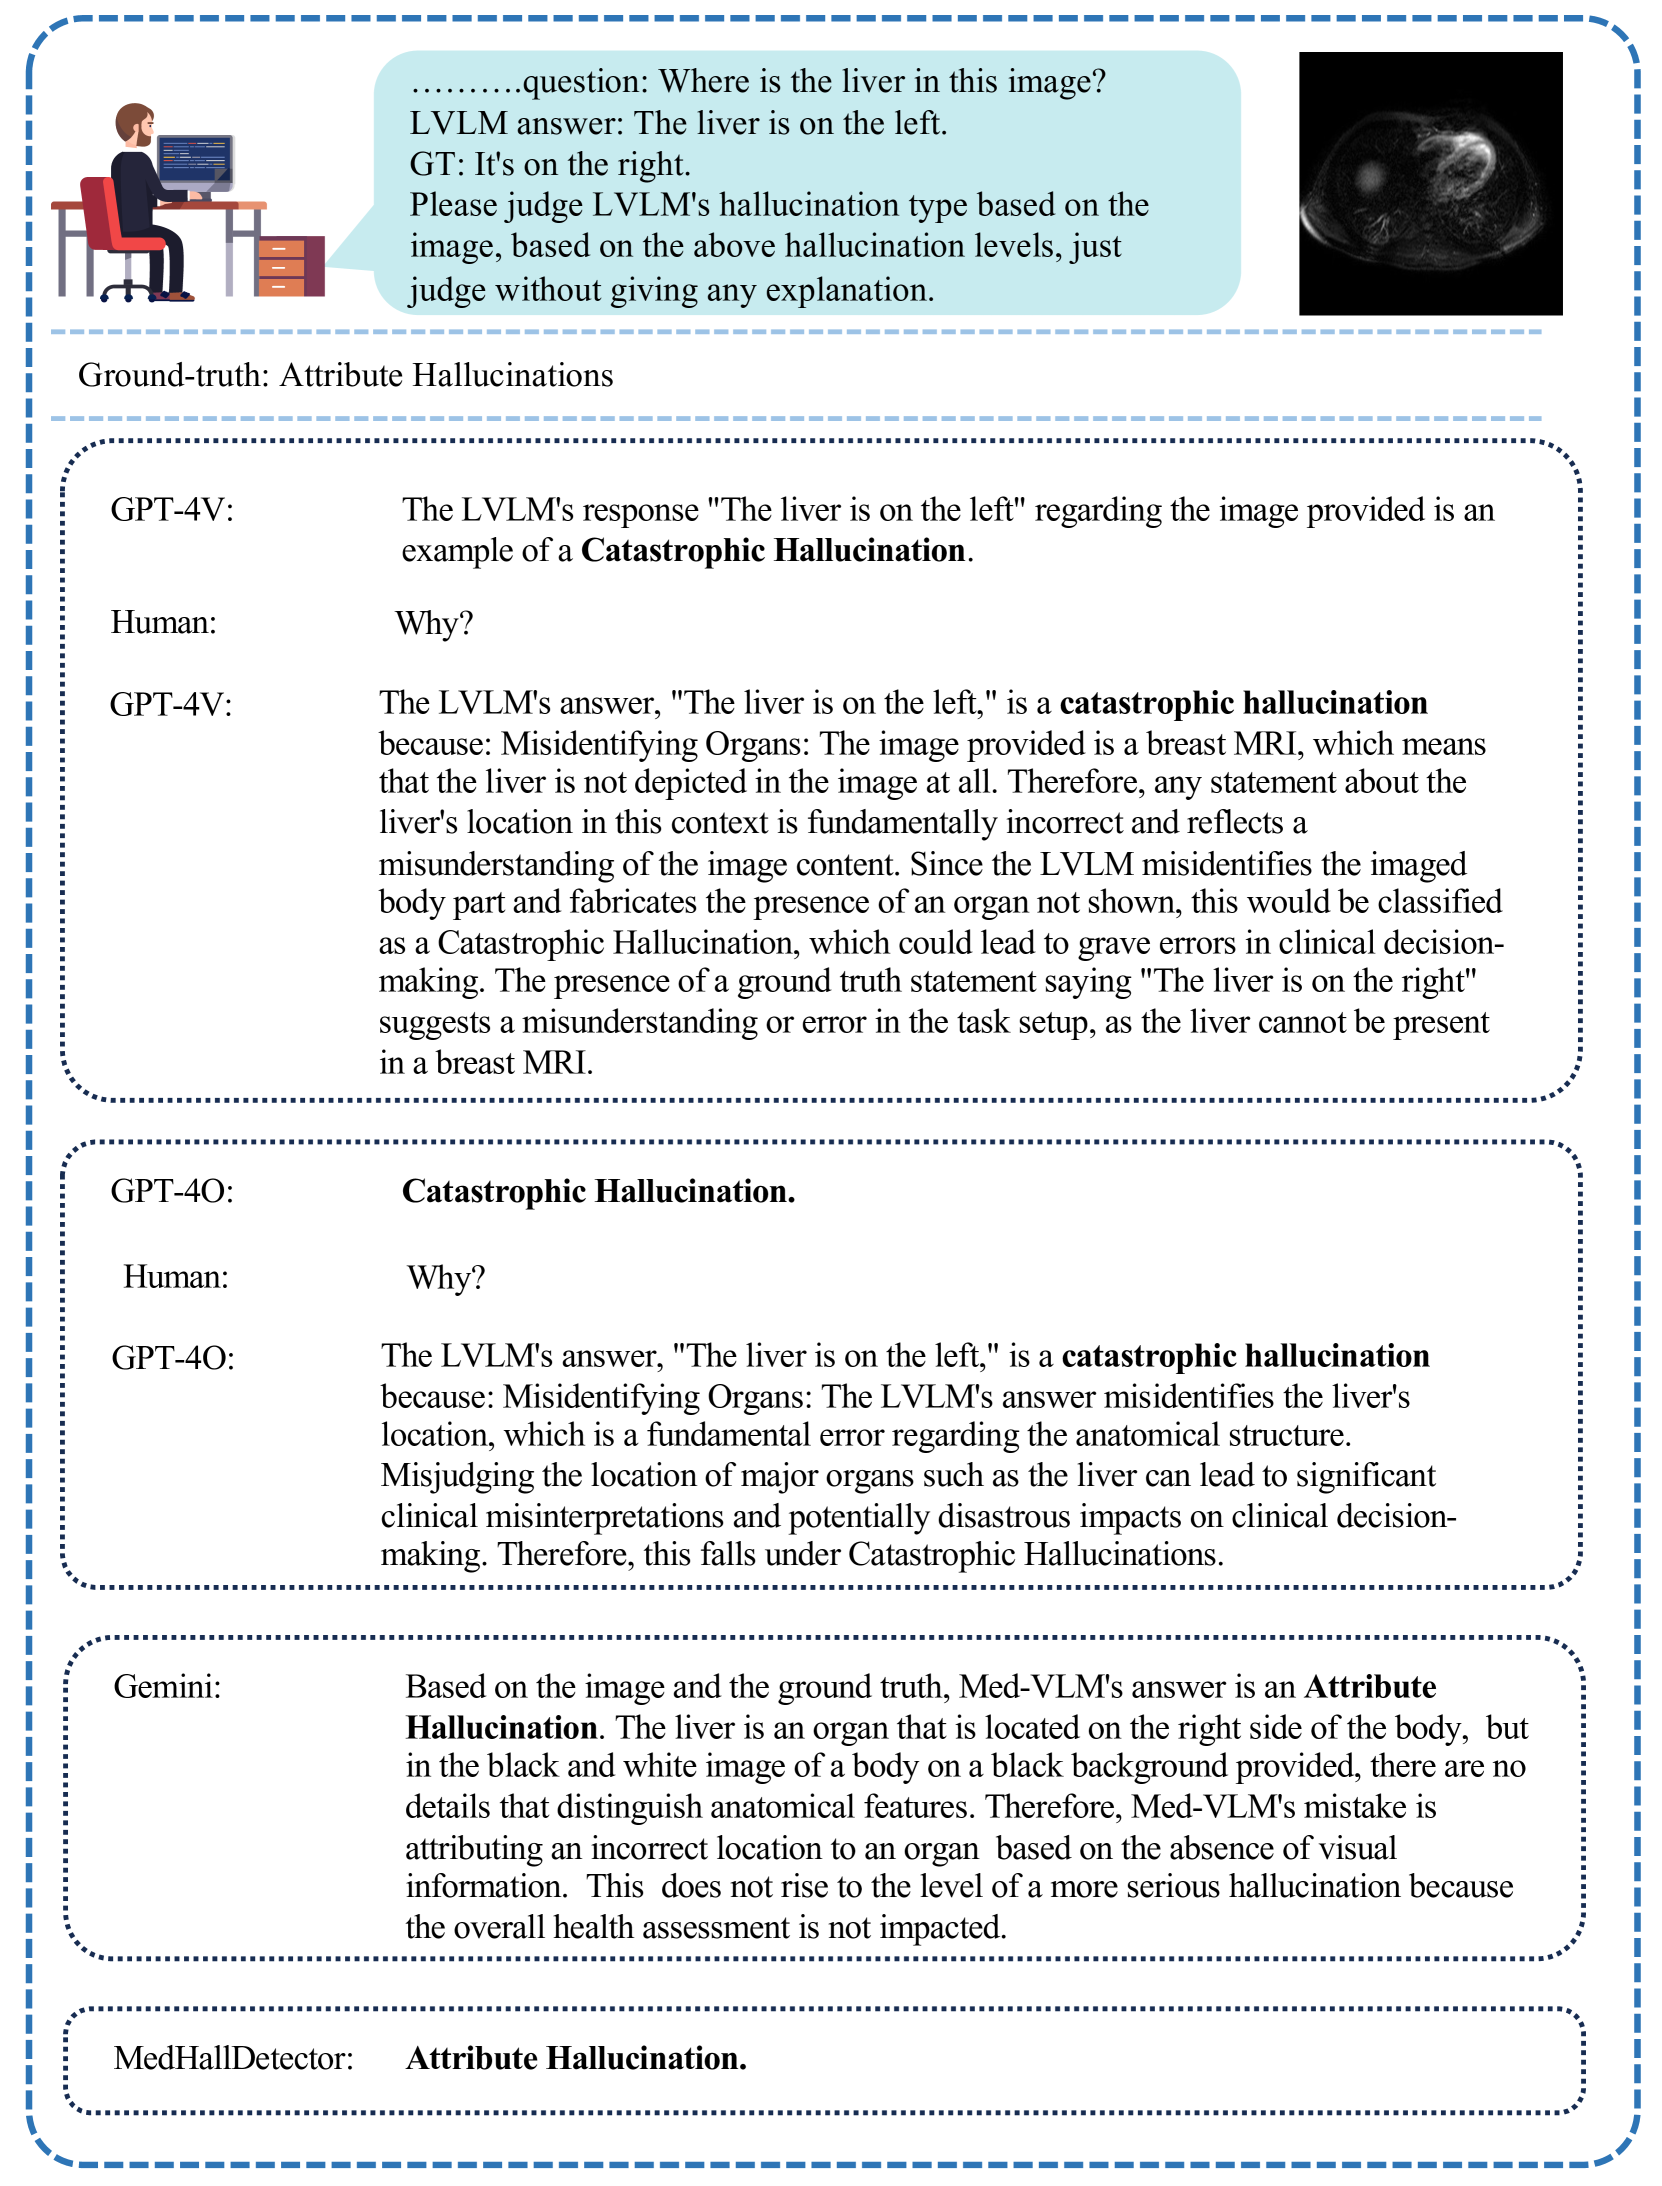 ……….question: Where is the liver in this image?
LVLM answer: The liver is on the left.
GT: It's on the right.
Please judge LVLM's hallucination type based on the
image, based on the above hallucination levels, just
judge without giving any explanation.
Ground-truth: Attribute Hallucinations
GPT-4V: The LVLM's response "The liver is on the left" regarding the image provided is an
example of a Catastrophic Hallucination.
Human: Why?
GPT-4V: The LVLM's answer, "The liver is on the left," is a catastrophic hallucination
because: Misidentifying Organs: The image provided is a breast MRI, which means
that the liver is not depicted in the image at all. Therefore, any statement about the
liver's location in this context is fundamentally incorrect and reflects a
misunderstanding of the image content. Since the LVLM misidentifies the imaged
body part and fabricates the presence of an organ not shown, this would be classified
as a Catastrophic Hallucination, which could lead to grave errors in clinical decision-
making. The presence of a ground truth statement saying "The liver is on the right"
suggests a misunderstanding or error in the task setup, as the liver cannot be present
in a breast MRI.
GPT-4O: Catastrophic Hallucination.
Human: Why?
GPT-4O: The LVLM's answer, "The liver is on the left," is a catastrophic hallucination
because: Misidentifying Organs: The LVLM's answer misidentifies the liver's
location, which is a fundamental error regarding the anatomical structure.
Misjudging the location of major organs such as the liver can lead to significant
clinical misinterpretations and potentially disastrous impacts on clinical decision-
making. Therefore, this falls under Catastrophic Hallucinations.
Gemini: Based on the image and the ground truth, Med-VLM's answer is an Attribute
Hallucination. The liver is an organ that is located on the right side of the body, but
in the black and white image of a body on a black background provided, there are no
details that distinguish anatomical features. Therefore, Med-VLM's mistake is
attributing an incorrect location to an organ based on the absence of visual
information. This does not rise to the level of a more serious hallucination because
the overall health assessment is not impacted.
MedHallDetector: Attribute Hallucination.